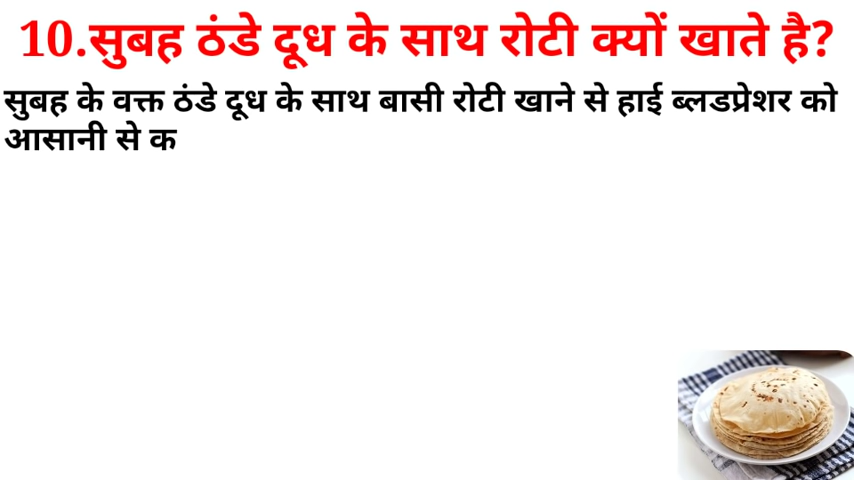 10.सुबह ठंडे दूध के साथ रोटी क्यों खाते है?
सुबह के वक्त ठंडे दूध के साथ बासी रोटी खाने से हाई ब्लडप्रेशर को
आसानी से क